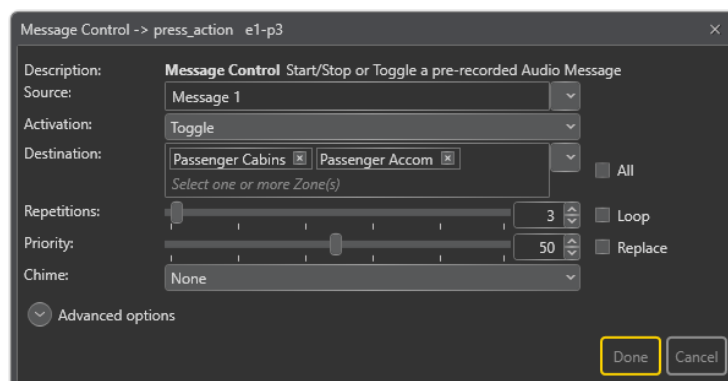 Message Control -> press_action e1-p3
Description: Message Control Start/Stop or Toggle a pre-recorded Audio Message
Source: Message 1
Activation: Toggle
Destination: Passenger Cabins Passenger Accom
All
Select one or more Zone(s)
Repetitions: 3 Loop
Priority: 50 Replace
Chime: None
Advanced options
Done Cancel